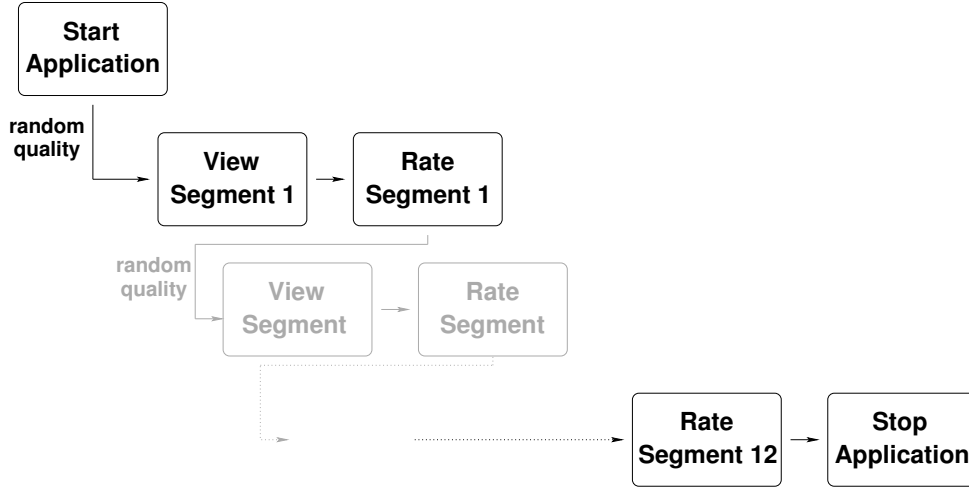 Start
Application
random
quality
View
Segment 1
Rate
Segment 1
random
quality
View
Segment
Rate
Segment
Rate
Segment 12
Stop
Application